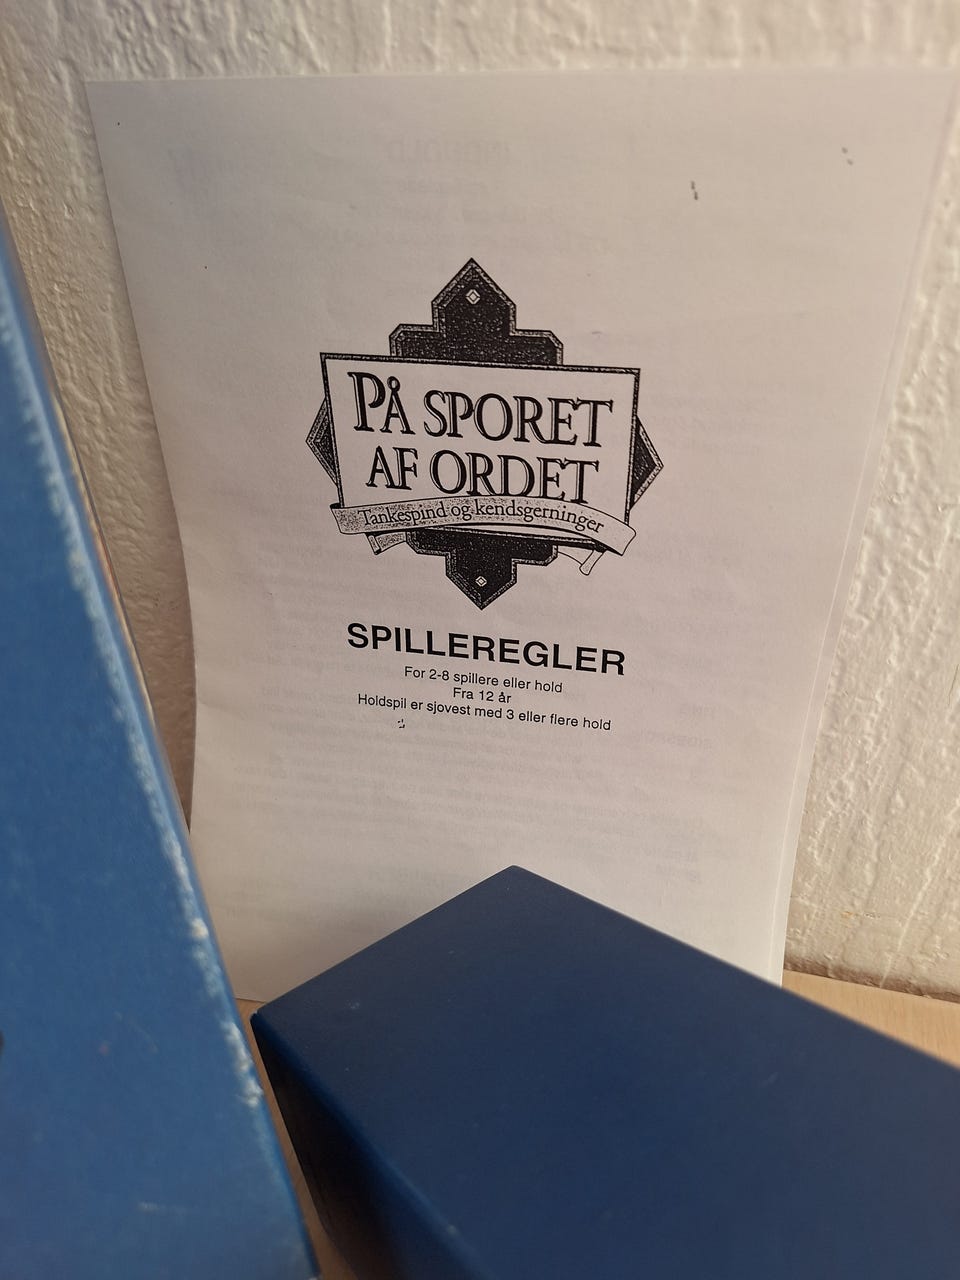 PÅ SPORET
AF ORDET
Tankespind og kendsgerninger
SPILLEREGLER
For 2-8 spillere eller hold
Fra 12 år
Holdspil er sjovest med 3 eller flere hold